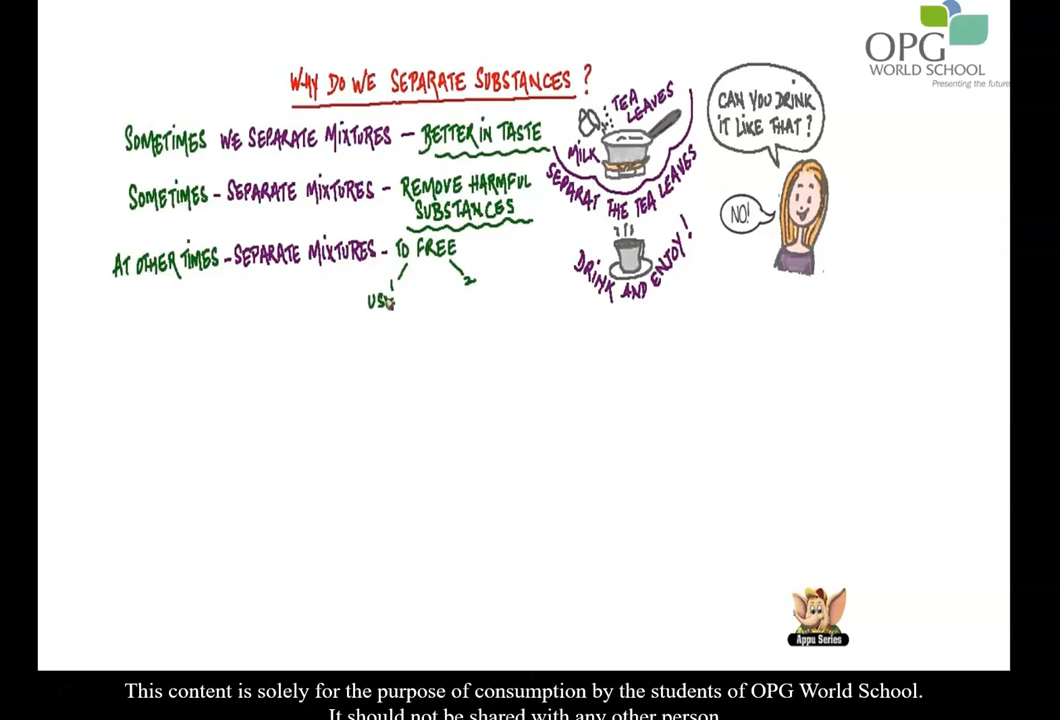 OPG
WORLD SCHOOL
Presenting the future
WHY DO WE SEPARATE SUBSTANCES?
SOMETIMES WE SEPARATE MIXTURES - BETTER IN TASTE
SOMETIMES - SEPARATE MIXTURES - REMOVE HARMFUL
SUBSTANCES
AT OTHER TIMES - SEPARATE MIXTURES - TO FREE
1
2
US
TEA
LEAVES
MILK
SEPARAT THE TEA LEAVES
DRINK AND ENJOY!
CAN YOU DRINK
IT LIKE THAT?
NO!
Appu Series
This content is solely for the purpose of consumption by the students of OPG World School.
It should not be shared with any other person